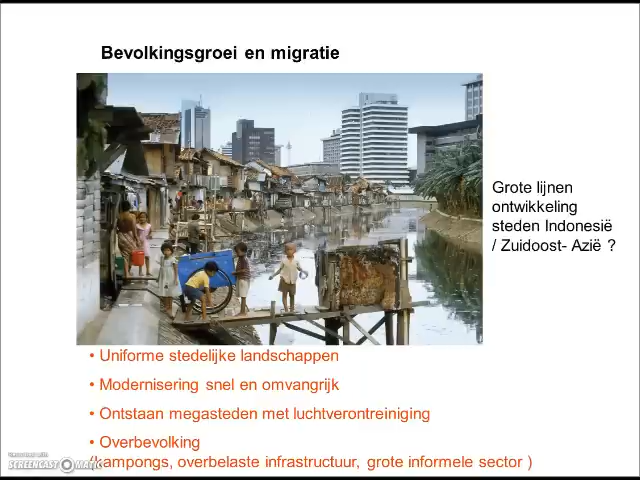 Bevolkingsgroei en migratie
Grote lijnen
ontwikkeling
steden Indonesië
/ Zuidoost- Azië ?
• Uniforme stedelijke landschappen
• Modernisering snel en omvangrijk
• Ontstaan megasteden met luchtverontreiniging
• Overbevolking
(kampongs, overbelaste infrastructuur, grote informele sector )
SCREENCAST-O-MATIC